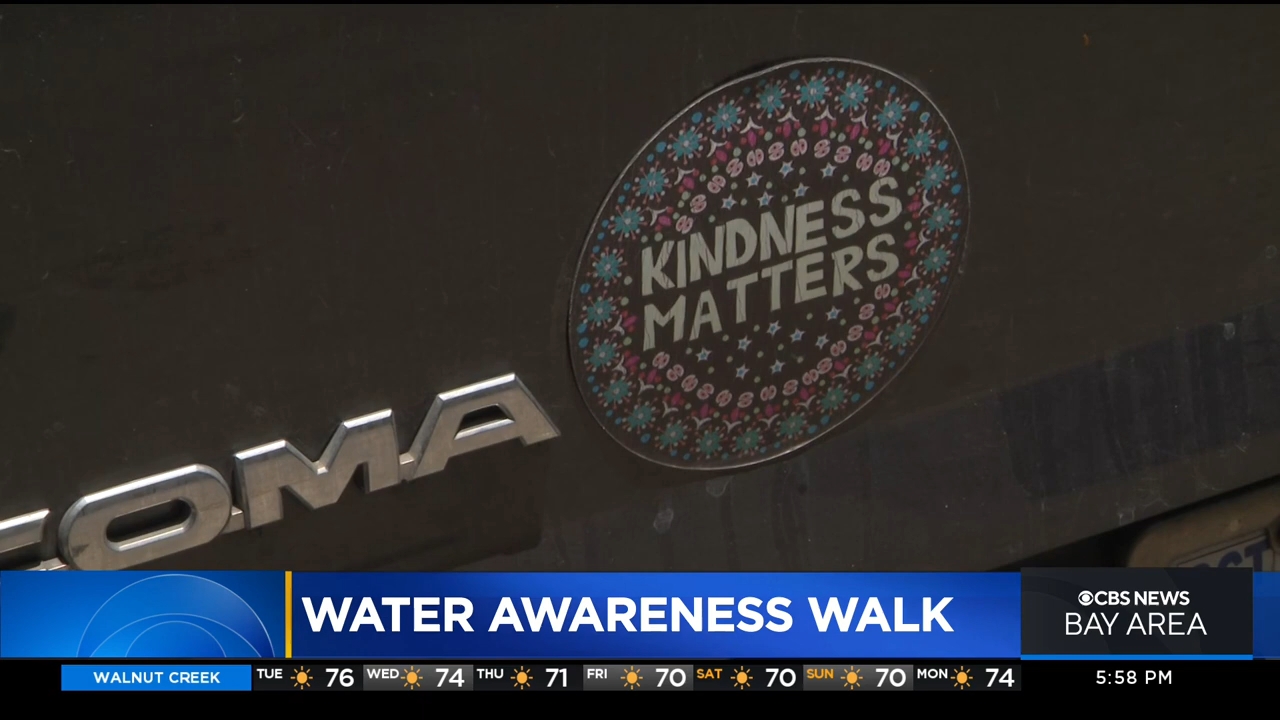 KINDNESS
MATTERS
COMA
WATER AWARENESS WALK
CBS NEWS
BAY AREA
WALNUT CREEK TUE 76 WED 74 THU 71 FRI 70 SAT 70 SUN 70 MON 74 5:58 PM